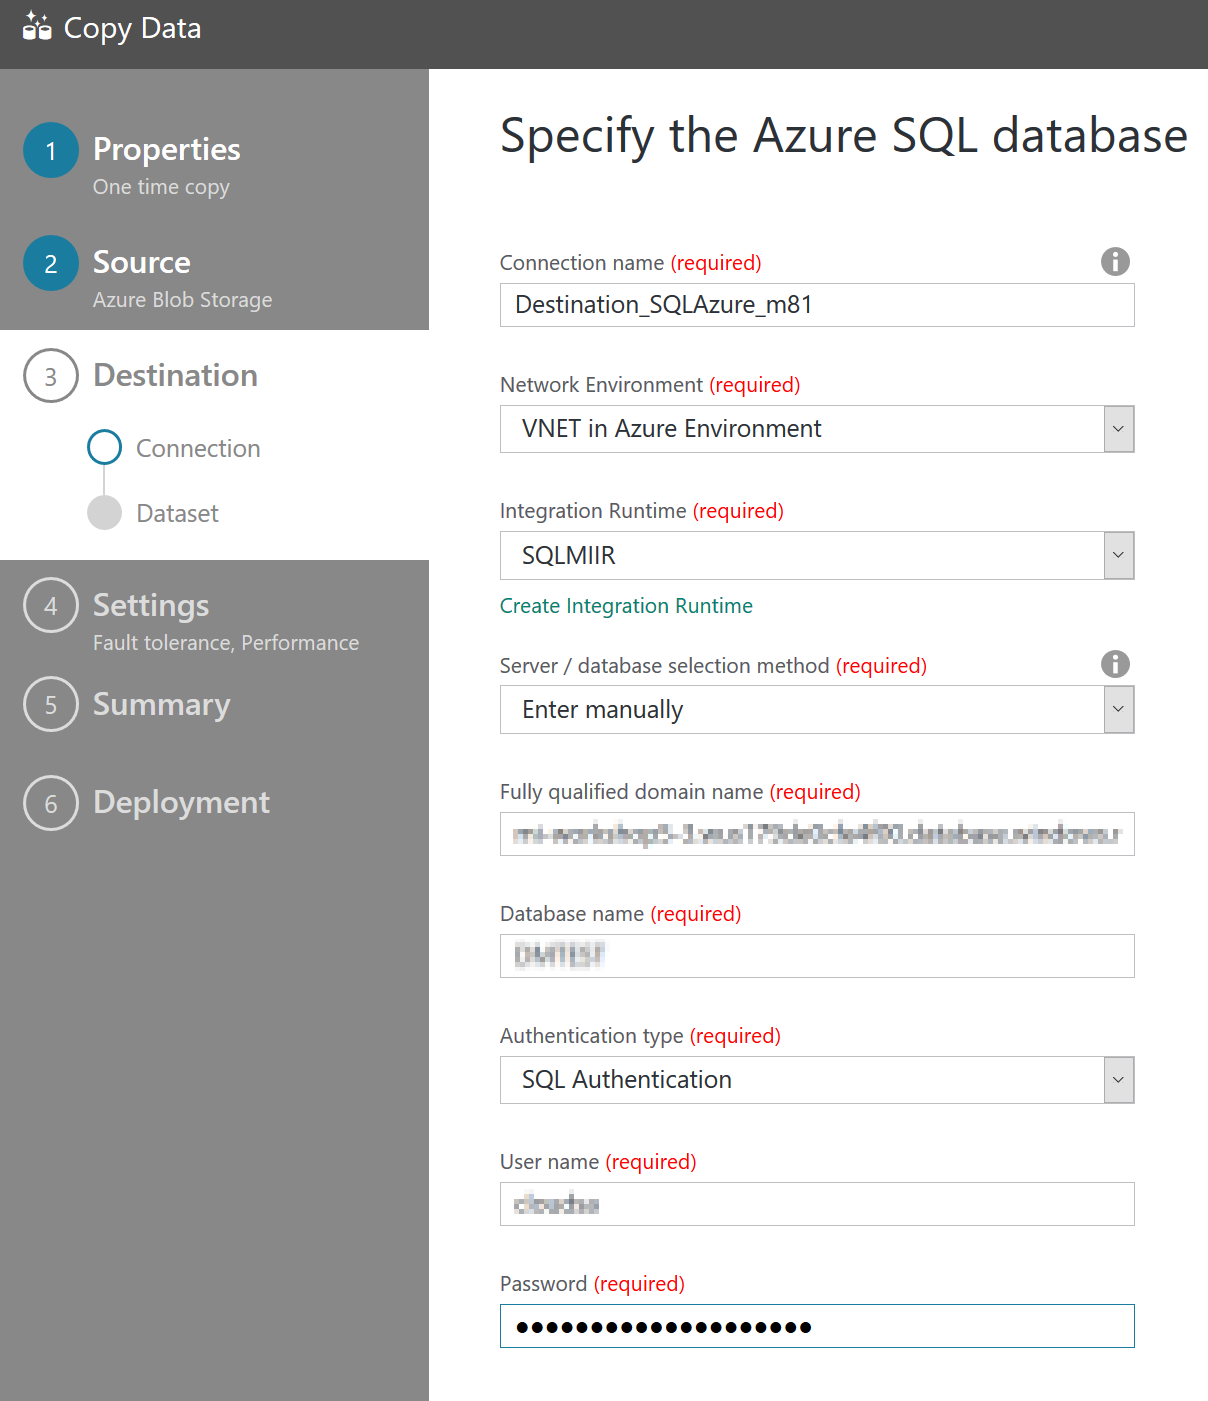 Copy Data
1 Properties
One time copy
2 Source
Azure Blob Storage
3 Destination
Connection
Dataset
4 Settings
Fault tolerance, Performance
5 Summary
6 Deployment
Specify the Azure SQL database
Connection name (required)
Destination_SQLAzure_m81
Network Environment (required)
VNET in Azure Environment
Integration Runtime (required)
SQLMIIR
Create Integration Runtime
Server / database selection method (required)
Enter manually
Fully qualified domain name (required)
Database name (required)
Authentication type (required)
SQL Authentication
User name (required)
Password (required)